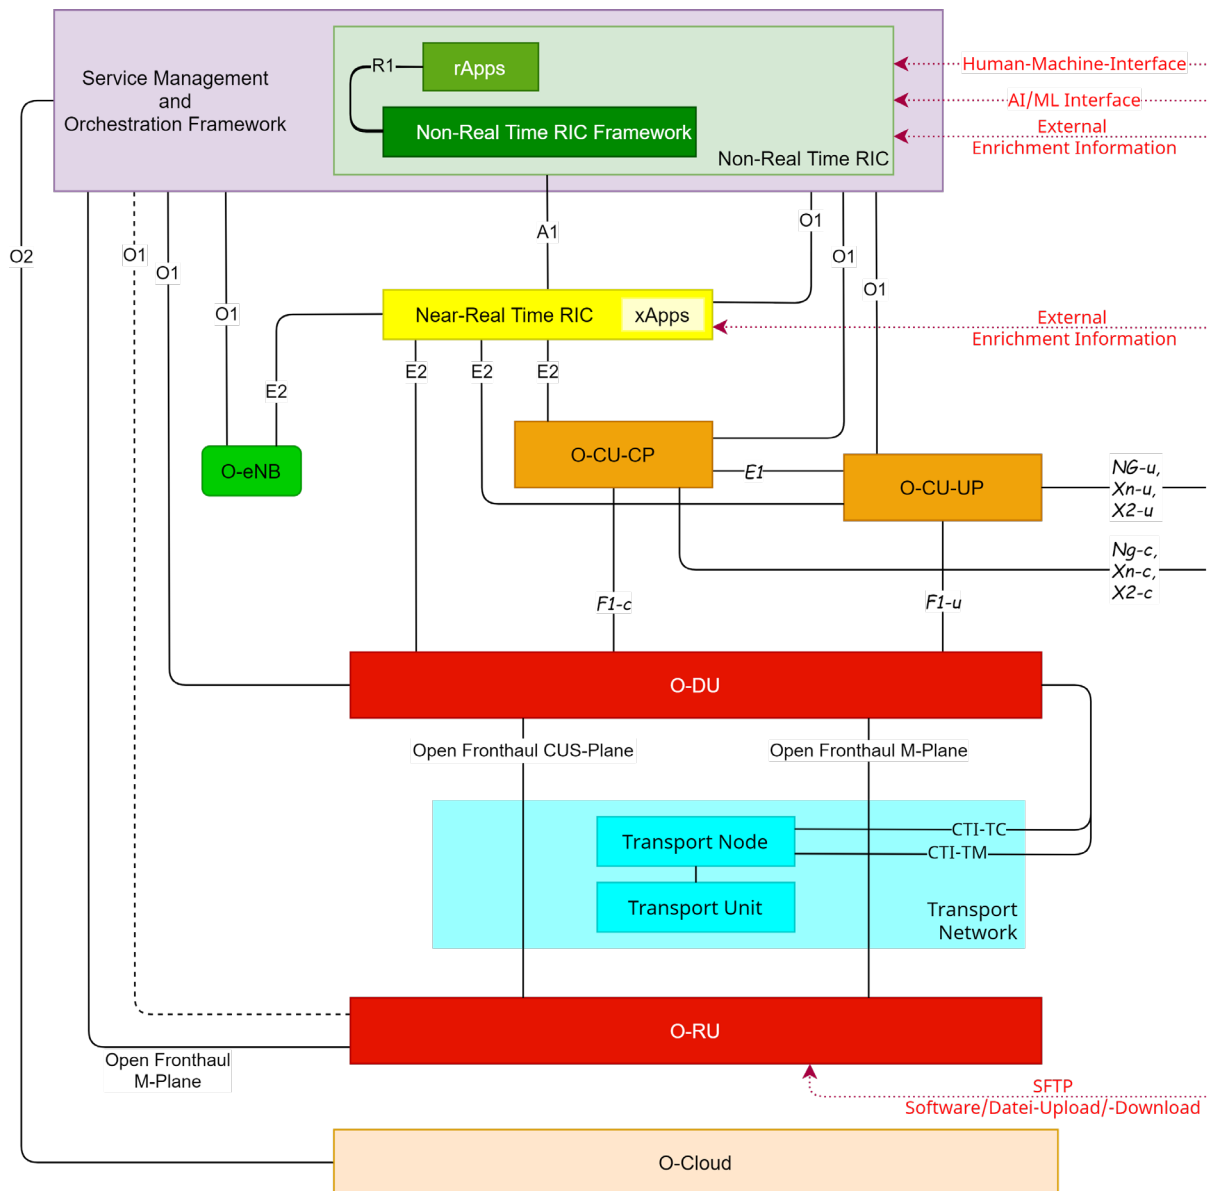 Service Management
and
Orchestration Framework
R1
rApps
Non-Real Time RIC Framework
Non-Real Time RIC
Human-Machine-Interface
AI/ML Interface
External
Enrichment Information
O2
O1
O1
O1
A1
O1
O1
O1
Near-Real Time RIC
xApps
External
Enrichment Information
E2
E2
E2
E2
O-eNB
O-CU-CP
E1
O-CU-UP
NG-u,
Xn-u,
X2-u
Ng-c,
Xn-c,
X2-c
F1-c
F1-u
O-DU
Open Fronthaul CUS-Plane
Open Fronthaul M-Plane
Transport Node
CTI-TC
CTI-TM
Transport Unit
Transport
Network
O-RU
Open Fronthaul
M-Plane
SFTP
Software/Datei-Upload/-Download
O-Cloud